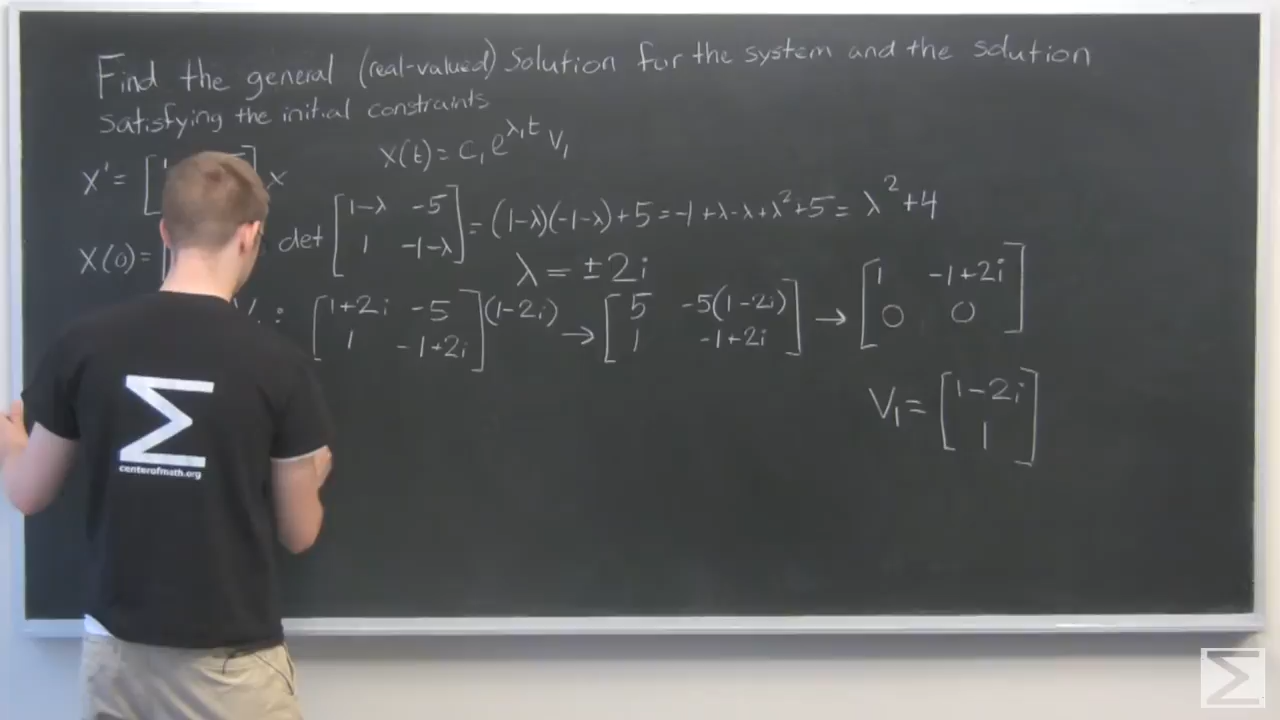 Find the general (real-valued) Solution for the system and the solution
satisfying the initial constraints
X(t) = C₁ e^{λ₁t} V₁
X' = [ ] X
det [1-λ -5; 1 -1-λ] = (1-λ)(-1-λ)+5 = -1+λ-λ+λ²+5 = λ²+4
X(0) = [
λ = ±2i
[1+2i -5; 1 -1+2i] (1-2i) → [5 -5(1-2i); 1 -1+2i] → [1 -1+2i; 0 0]
V₁ = [1-2i; 1]
Σ
centerofmath.org
Σ